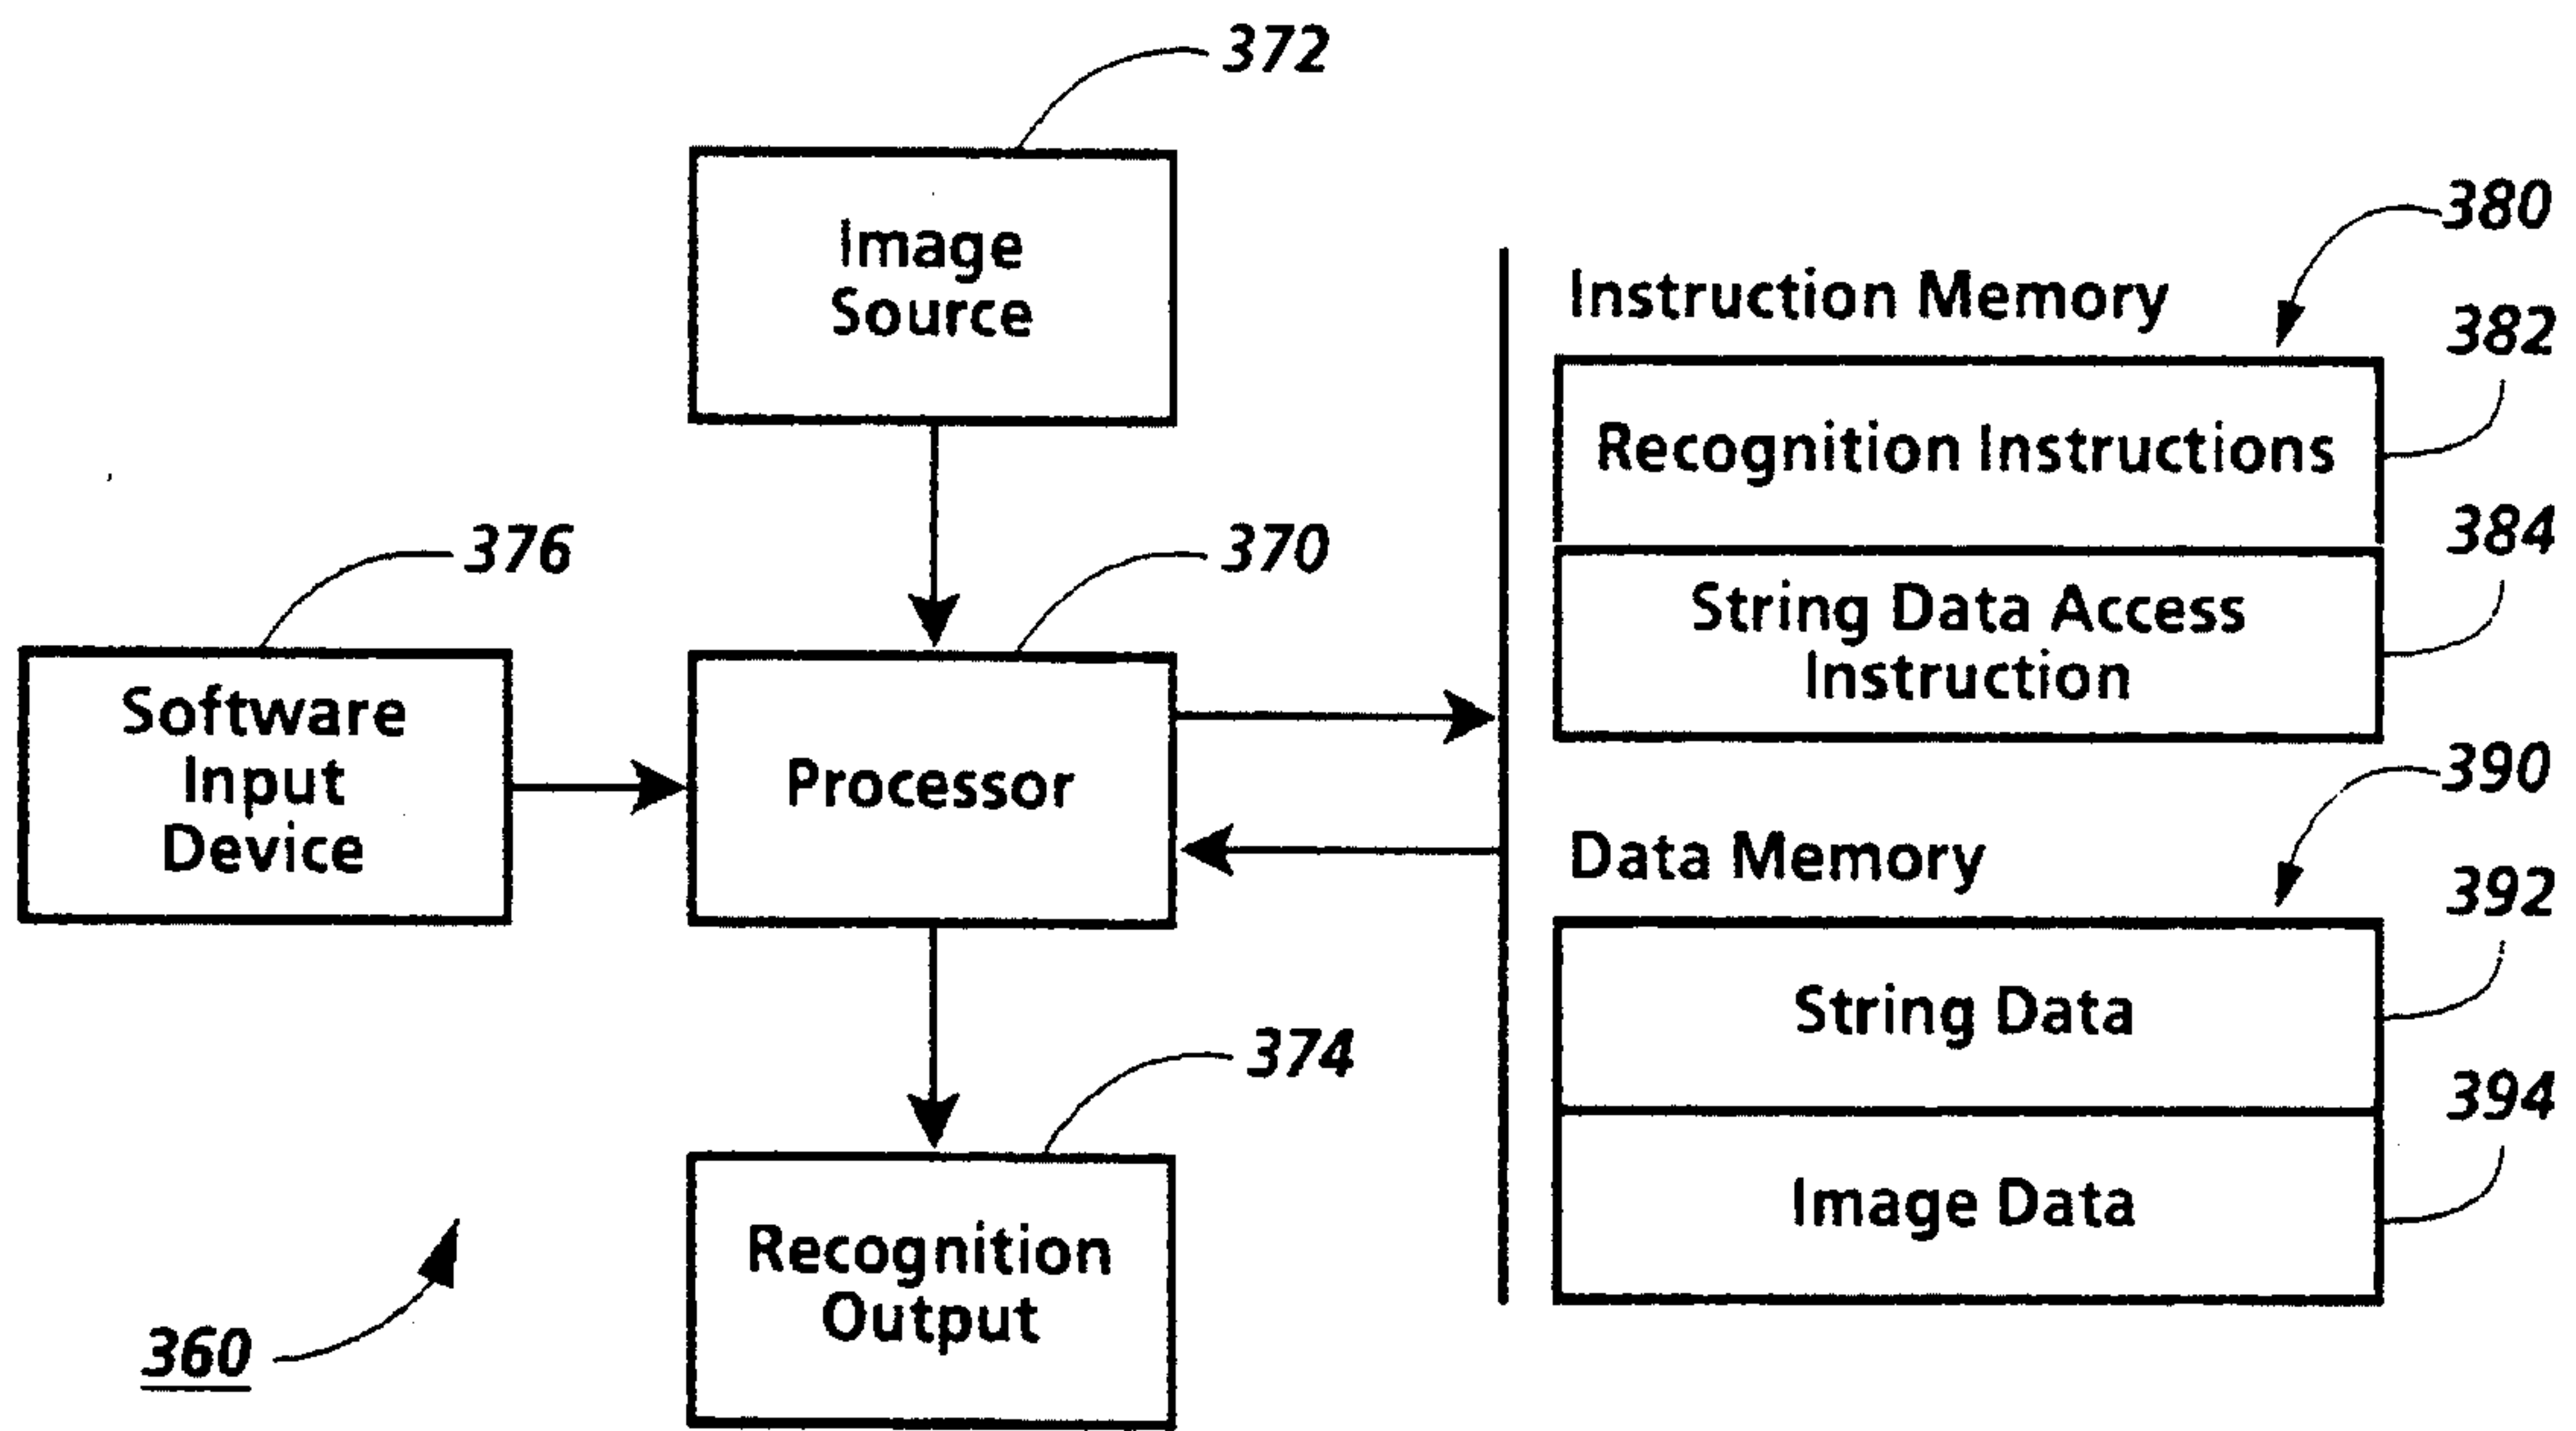 372
Image
Source
380
Instruction Memory
382
Recognition Instructions
384
String Data Access
Instruction
376
370
Software
Input
Device
Processor
390
Data Memory
392
String Data
394
Image Data
374
Recognition
Output
360